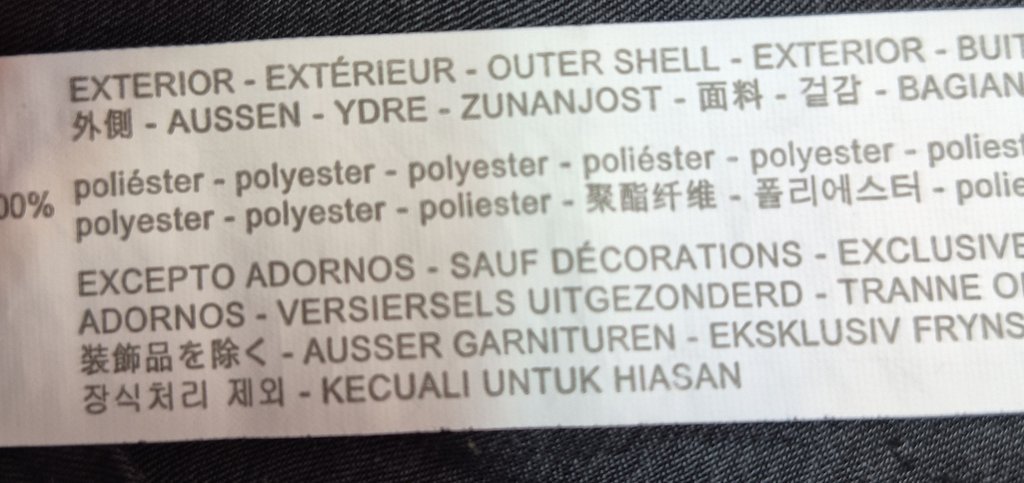 EXTERIOR - EXTÉRIEUR - OUTER SHELL - EXTERIOR - BUIT
外側 - AUSSEN - YDRE - ZUNANJOST - 面料 - 겉감 - BAGIAN
poliéster - polyester - polyester - poliéster - polyester - poliest
00% polyester - polyester - poliester - 聚酯纤维 - 폴리에스터 - polie
EXCEPTO ADORNOS - SAUF DÉCORATIONS - EXCLUSIVE
ADORNOS - VERSIERSELS UITGEZONDERD - TRANNE O
装飾品を除く - AUSSER GARNITUREN - EKSKLUSIV FRYNS
장식처리 제외 - KECUALI UNTUK HIASAN